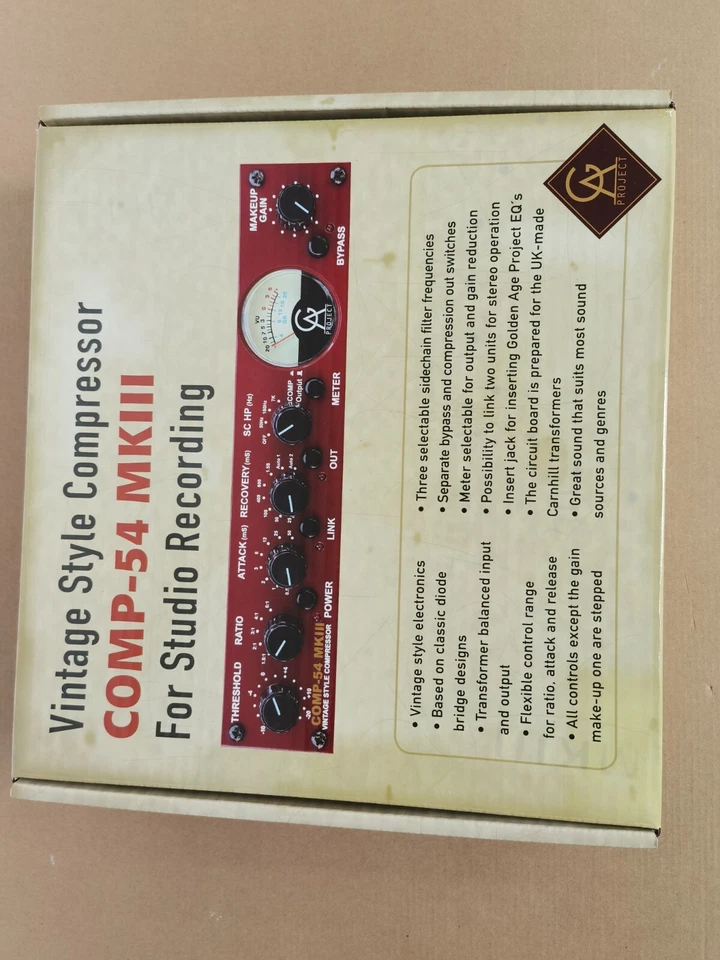 Vintage Style Compressor
COMP-54 MKIII
For Studio Recording
THRESHOLD
RATIO
ATTACK (mS)
RECOVERY (mS)
SC HP (Hz)
MAKEUP
GAIN
VU
COMP
Output
GA
PROJECT
COMP-54 MKIII
VINTAGE STYLE COMPRESSOR
POWER
LINK
OUT
METER
BYPASS
• Vintage style electronics
• Based on classic diode
bridge designs
• Transformer balanced input
and output
• Flexible control range
for ratio, attack and release
• All controls except the gain
make-up one are stepped
• Three selectable sidechain filter frequencies
• Separate bypass and compression out switches
• Meter selectable for output and gain reduction
• Possibility to link two units for stereo operation
• Insert jack for inserting Golden Age Project EQ´s
• The circuit board is prepared for the UK-made
Carnhill transformers
• Great sound that suits most sound
sources and genres
GA
PROJECT